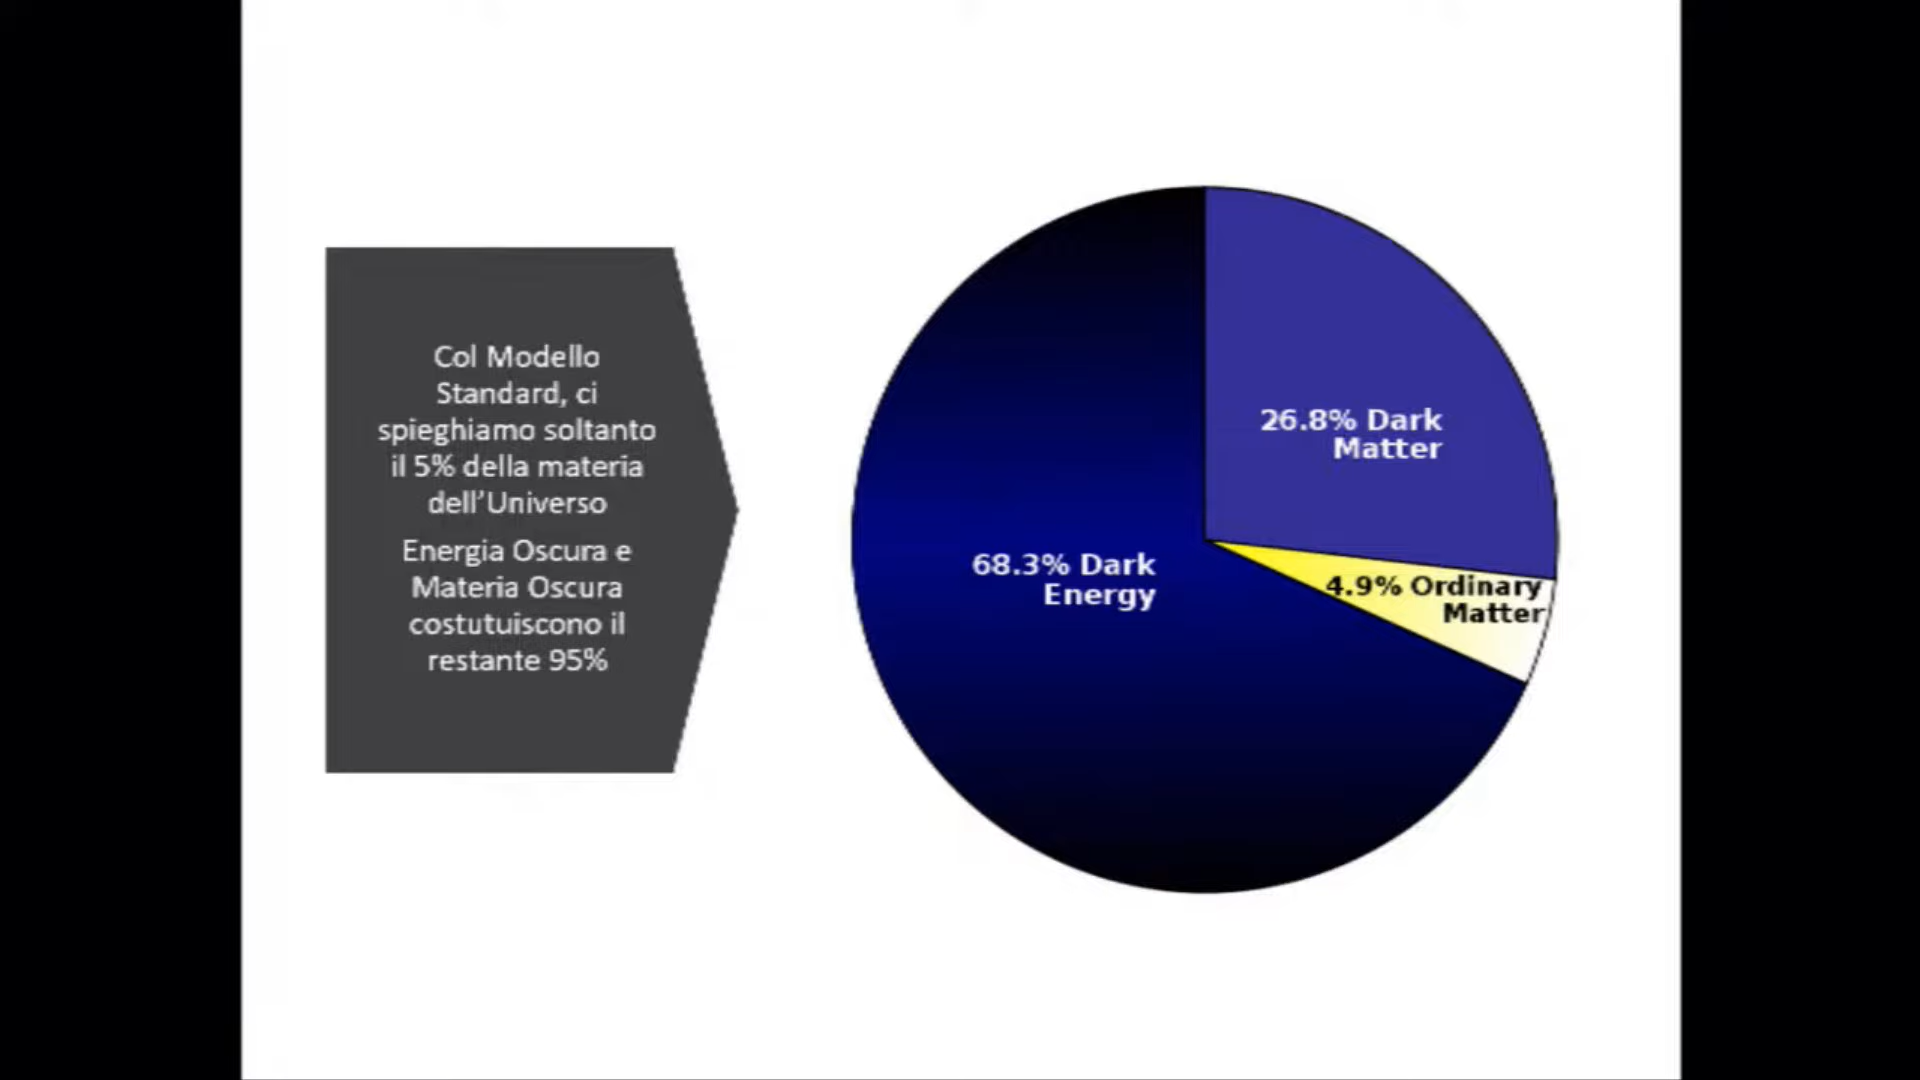 Col Modello
Standard, ci
spieghiamo soltanto
il 5% della materia
dell’Universo
Energia Oscura e
Materia Oscura
costutuiscono il
restante 95%
26.8% Dark
Matter
68.3% Dark
Energy
4.9% Ordinary
Matter